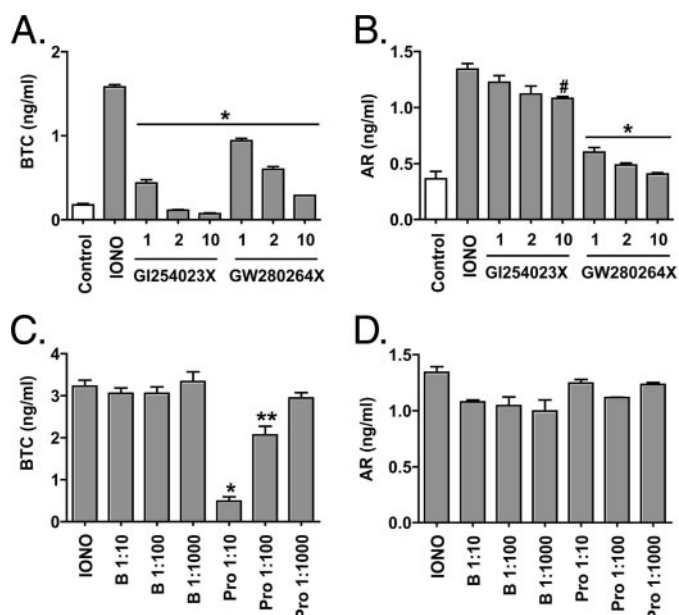 A.
BTC (ng/ml)
2
1
0
*
Control
IONO
1 2 10 1 2 10
GI254023X GW280264X
B.
AR (ng/ml)
1.5
1.0
0.5
0.0
#
*
Control
IONO
1 2 10 1 2 10
GI254023X GW280264X
C.
BTC (ng/ml)
4
3
2
1
0
*
**
IONO
B 1:10
B 1:100
B 1:1000
Pro 1:10
Pro 1:100
Pro 1:1000
D.
AR (ng/ml)
1.5
1.0
0.5
0.0
IONO
B 1:10
B 1:100
B 1:1000
Pro 1:10
Pro 1:100
Pro 1:1000